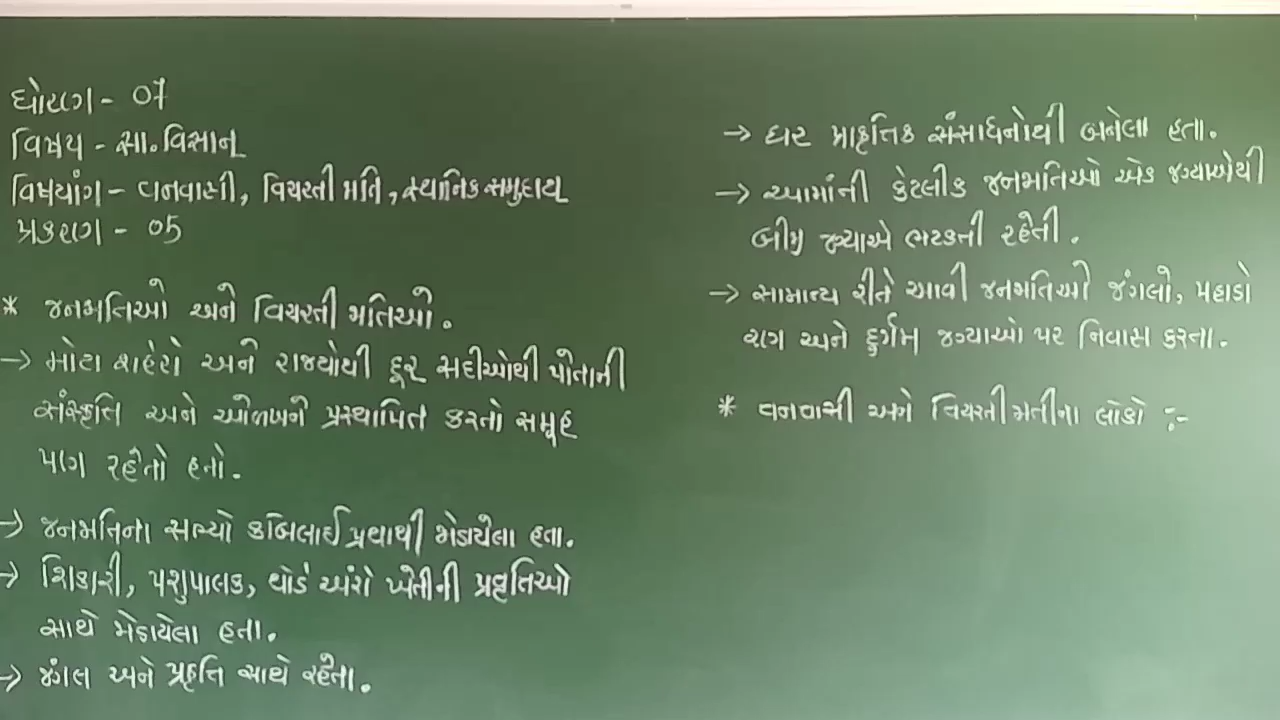 ધોરણ - 07
વિષય - સા. વિજ્ઞાન
વિષયાંગ - વનવાસી, વિચરતી જાતિ, સ્થાનિક સમુદાય
પ્રકરણ - 05
* જનજાતિઓ અને વિચરતી જાતિઓ.
→ મોટા શહેરો અને રાજ્યોથી દૂર સદીઓથી પોતાની
સંસ્કૃતિ અને ઓળખને પ્રસ્થાપિત કરતો સમૂહ
પણ રહેતો હતો.
→ જનજાતિના સભ્યો કબિલાઈ પ્રથાથી જોડાયેલા હતા.
→ શિકારી, પશુપાલક, થોડે અંશે ખેતીની પ્રવૃત્તિઓ
સાથે જોડાયેલા હતા.
→ જંગલ અને પ્રકૃતિ સાથે રહેતા.
→ ઘર પ્રાકૃતિક સંસાધનોથી બનેલા હતા.
→ આમાંની કેટલીક જનજાતિઓ એક જગ્યાએથી
બીજી જગ્યાએ ભટકતી રહેતી.
→ સામાન્ય રીતે આવી જનજાતિઓ જંગલો, પહાડો
રણ અને દુર્ગમ જગ્યાઓ પર નિવાસ કરતા.
* વનવાસી અને વિચરતી જાતીના લોકો :-